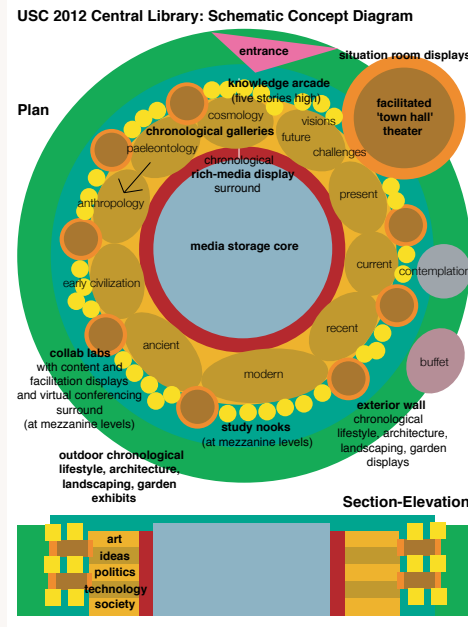 USC 2012 Central Library: Schematic Concept Diagram
entrance
situation room displays
Plan
knowledge arcade
(five stories high)
facilitated
'town hall'
theater
cosmology
visions
chronological galleries
future
paleontology
challenges
chronological
rich-media display
surround
anthropology
present
media storage core
current
contemplation
early civilization
recent
ancient
collab labs
with content and
facilitation displays
and virtual conferencing
surround
(at mezzanine levels)
modern
buffet
study nooks
(at mezzanine levels)
exterior wall
chronological
lifestyle, architecture,
landscaping, garden
displays
outdoor chronological
lifestyle, architecture,
landscaping, garden
exhibits
Section-Elevation
art
ideas
politics
technology
society